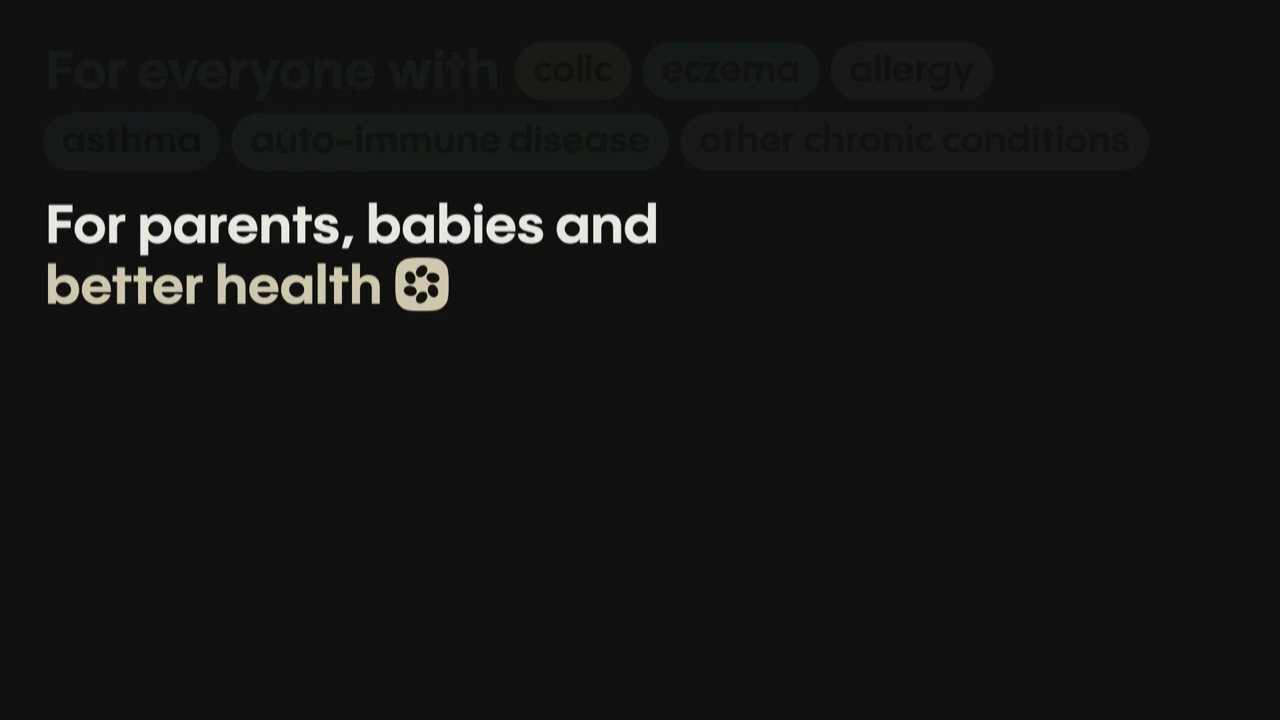 For everyone with colic eczema allergy
asthma auto-immune disease other chronic conditions
For parents, babies and
better health